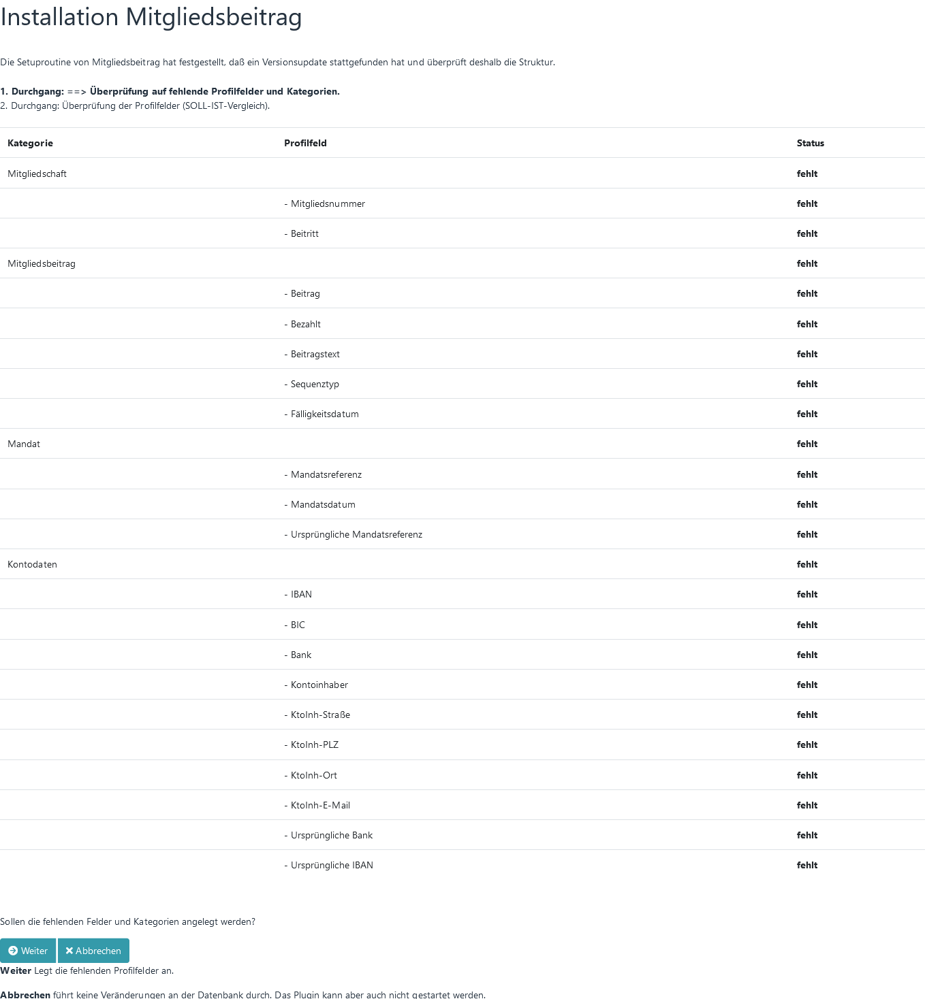 Installation Mitgliedsbeitrag
Die Setuproutine von Mitgliedsbeitrag hat festgestellt, daß ein Versionsupdate stattgefunden hat und überprüft deshalb die Struktur.
1. Durchgang: ==> Überprüfung auf fehlende Profilfelder und Kategorien.
2. Durchgang: Überprüfung der Profilfelder (SOLL-IST-Vergleich).
Kategorie Profilfeld Status
Mitgliedschaft fehlt
- Mitgliedsnummer fehlt
- Beitritt fehlt
Mitgliedsbeitrag fehlt
- Beitrag fehlt
- Bezahlt fehlt
- Beitragstext fehlt
- Sequenztyp fehlt
- Fälligkeitsdatum fehlt
Mandat fehlt
- Mandatsreferenz fehlt
- Mandatsdatum fehlt
- Ursprüngliche Mandatsreferenz fehlt
Kontodaten fehlt
- IBAN fehlt
- BIC fehlt
- Bank fehlt
- Kontoinhaber fehlt
- KtoInh-Straße fehlt
- KtoInh-PLZ fehlt
- KtoInh-Ort fehlt
- KtoInh-E-Mail fehlt
- Ursprüngliche Bank fehlt
- Ursprüngliche IBAN fehlt
Sollen die fehlenden Felder und Kategorien angelegt werden?
Weiter Abbrechen
Weiter Legt die fehlenden Profilfelder an.
Abbrechen führt keine Veränderungen an der Datenbank durch. Das Plugin kann aber auch nicht gestartet werden.